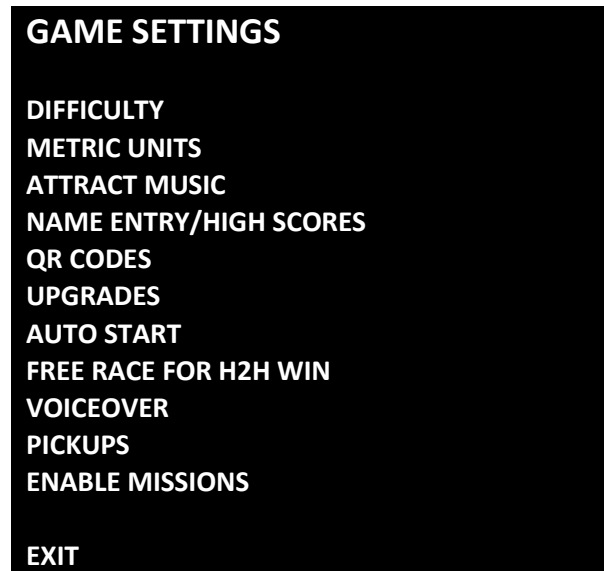 GAME SETTINGS
DIFFICULTY
METRIC UNITS
ATTRACT MUSIC
NAME ENTRY/HIGH SCORES
QR CODES
UPGRADES
AUTO START
FREE RACE FOR H2H WIN
VOICEOVER
PICKUPS
ENABLE MISSIONS
EXIT